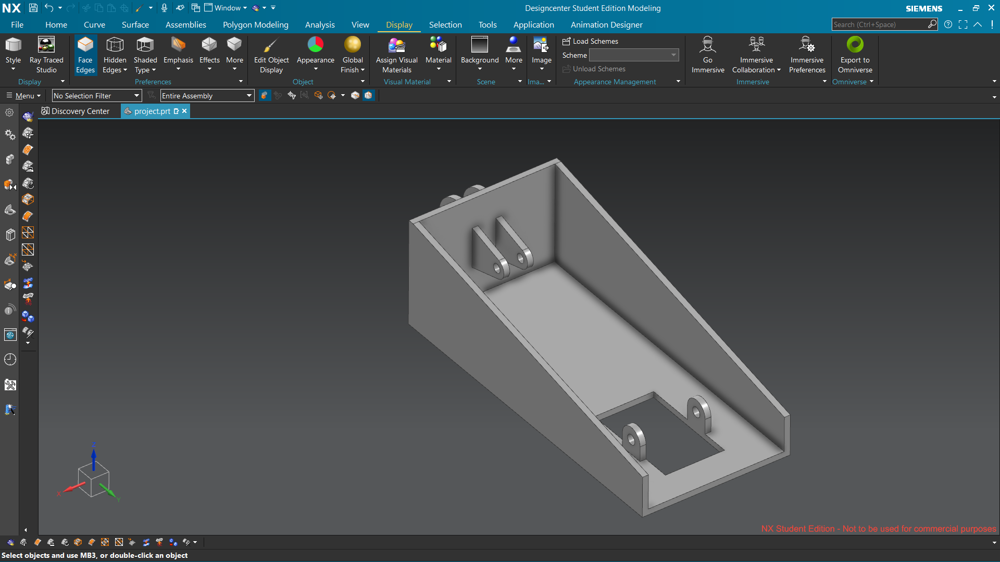 NX Window Designcenter Student Edition Modeling SIEMENS
File Home Curve Surface Assemblies Polygon Modeling Analysis View Display Selection Tools Application Animation Designer Search (Ctrl+Space)
Style
Ray Traced Studio
Face Edges
Hidden Edges
Shaded Type
Emphasis
Effects
More
Edit Object Display
Appearance
Global Finish
Assign Visual Materials
Material
Background
More
Image
Load Schemes
Scheme
Unload Schemes
Go Immersive
Immersive Collaboration
Immersive Preferences
Export to Omniverse
Display Preferences Object Visual Material Scene Ima... Appearance Management Immersive Omniverse
Menu No Selection Filter Entire Assembly
Discovery Center project.prt
Z
X
Y
NX Student Edition - Not to be used for commercial purposes
Select objects and use MB3, or double-click an object